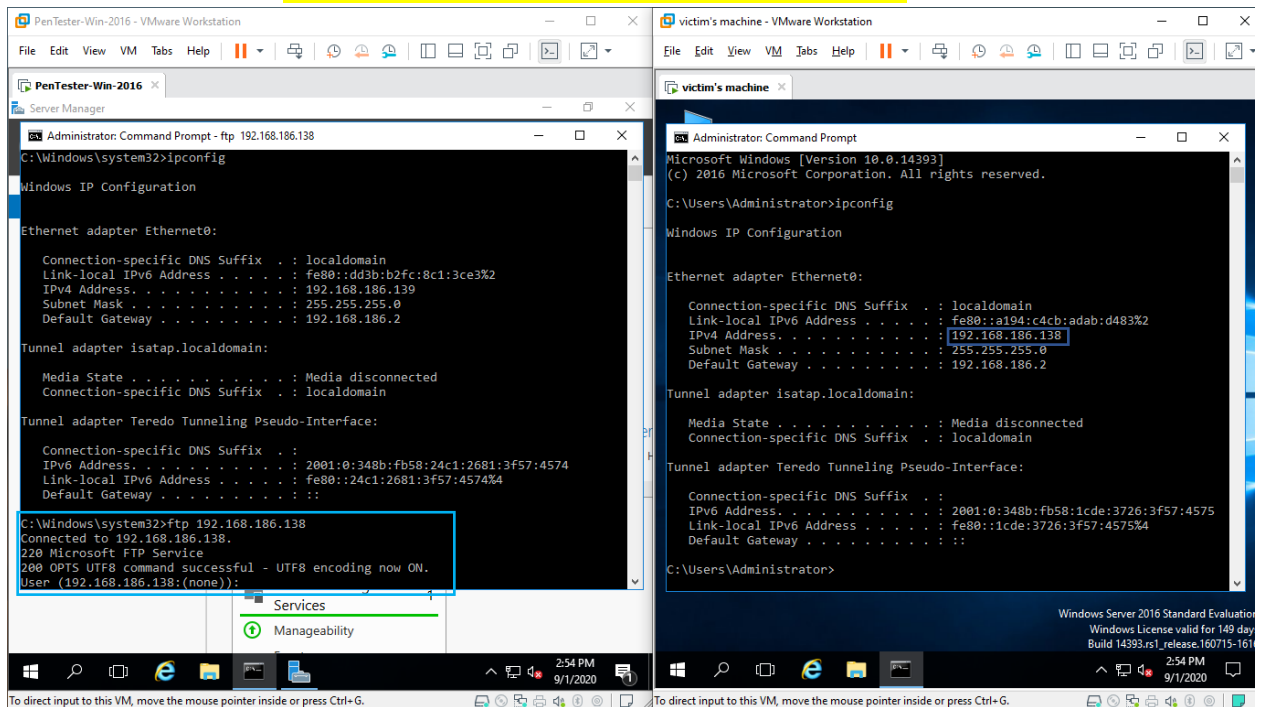 PenTester-Win-2016 - VMware Workstation
File Edit View VM Tabs Help
PenTester-Win-2016
Server Manager
Administrator: Command Prompt - ftp 192.168.186.138
C:\Windows\system32>ipconfig
Windows IP Configuration
Ethernet adapter Ethernet0:
Connection-specific DNS Suffix . : localdomain
Link-local IPv6 Address . . . . . : fe80::dd3b:b2fc:8c1:3ce3%2
IPv4 Address. . . . . . . . . . . : 192.168.186.139
Subnet Mask . . . . . . . . . . . : 255.255.255.0
Default Gateway . . . . . . . . . : 192.168.186.2
Tunnel adapter isatap.localdomain:
Media State . . . . . . . . . . . : Media disconnected
Connection-specific DNS Suffix . : localdomain
Tunnel adapter Teredo Tunneling Pseudo-Interface:
Connection-specific DNS Suffix . :
IPv6 Address. . . . . . . . . . . : 2001:0:348b:fb58:24c1:2681:3f57:4574
Link-local IPv6 Address . . . . . : fe80::24c1:2681:3f57:4574%4
Default Gateway . . . . . . . . . : ::
C:\Windows\system32>ftp 192.168.186.138
Connected to 192.168.186.138.
220 Microsoft FTP Service
200 OPTS UTF8 command successful - UTF8 encoding now ON.
User (192.168.186.138:(none)):
Services
1
Manageability
2:54 PM
9/1/2020
To direct input to this VM, move the mouse pointer inside or press Ctrl+G.
victim's machine - VMware Workstation
File Edit View VM Tabs Help
victim's machine
Administrator: Command Prompt
Microsoft Windows [Version 10.0.14393]
(c) 2016 Microsoft Corporation. All rights reserved.
C:\Users\Administrator>ipconfig
Windows IP Configuration
Ethernet adapter Ethernet0:
Connection-specific DNS Suffix . : localdomain
Link-local IPv6 Address . . . . . : fe80::a194:c4cb:adab:d483%2
IPv4 Address. . . . . . . . . . . : 192.168.186.138
Subnet Mask . . . . . . . . . . . : 255.255.255.0
Default Gateway . . . . . . . . . : 192.168.186.2
Tunnel adapter isatap.localdomain:
Media State . . . . . . . . . . . : Media disconnected
Connection-specific DNS Suffix . : localdomain
Tunnel adapter Teredo Tunneling Pseudo-Interface:
Connection-specific DNS Suffix . :
IPv6 Address. . . . . . . . . . . : 2001:0:348b:fb58:1cde:3726:3f57:4575
Link-local IPv6 Address . . . . . : fe80::1cde:3726:3f57:4575%4
Default Gateway . . . . . . . . . : ::
C:\Users\Administrator>
Windows Server 2016 Standard Evaluation
Windows License valid for 149 day
Build 14393.rs1_release.160715-1616
2:54 PM
9/1/2020
To direct input to this VM, move the mouse pointer inside or press Ctrl+G.